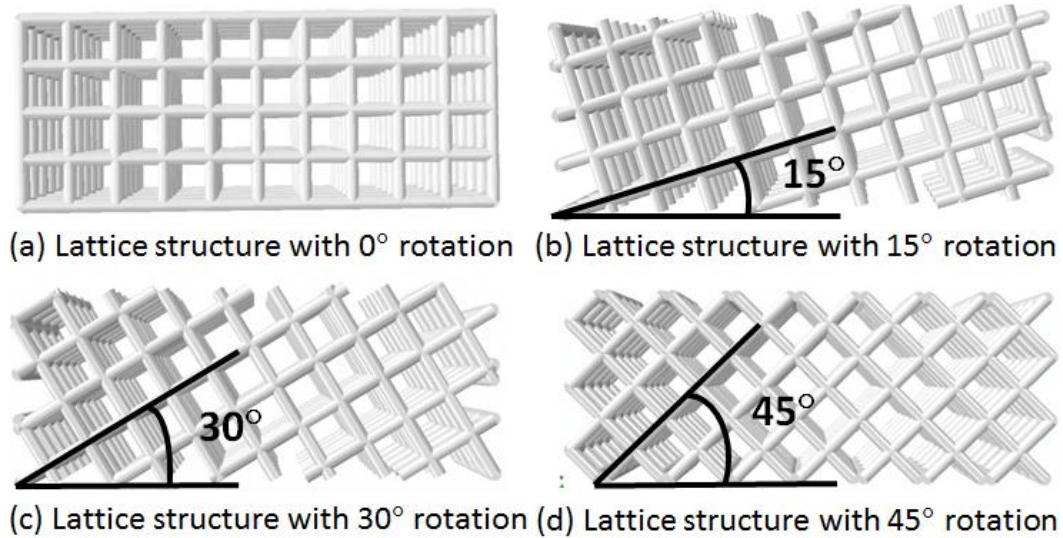 15°
(a) Lattice structure with 0° rotation (b) Lattice structure with 15° rotation
30°
45°
(c) Lattice structure with 30° rotation (d) Lattice structure with 45° rotation